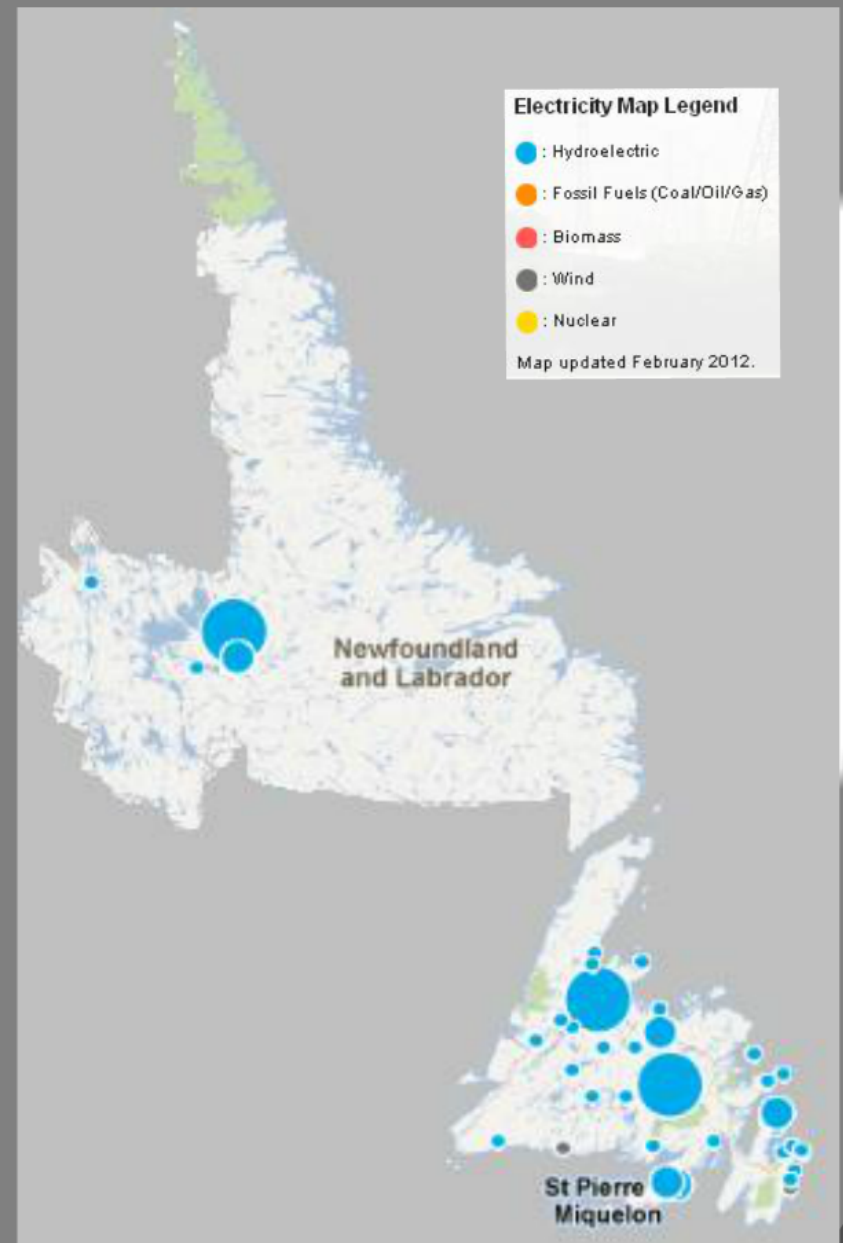 Electricity Map Legend
: Hydroelectric
: Fossil Fuels (Coal/Oil/Gas)
: Biomass
: Wind
: Nuclear
Map updated February 2012.
Newfoundland
and Labrador
St Pierre
Miquelon